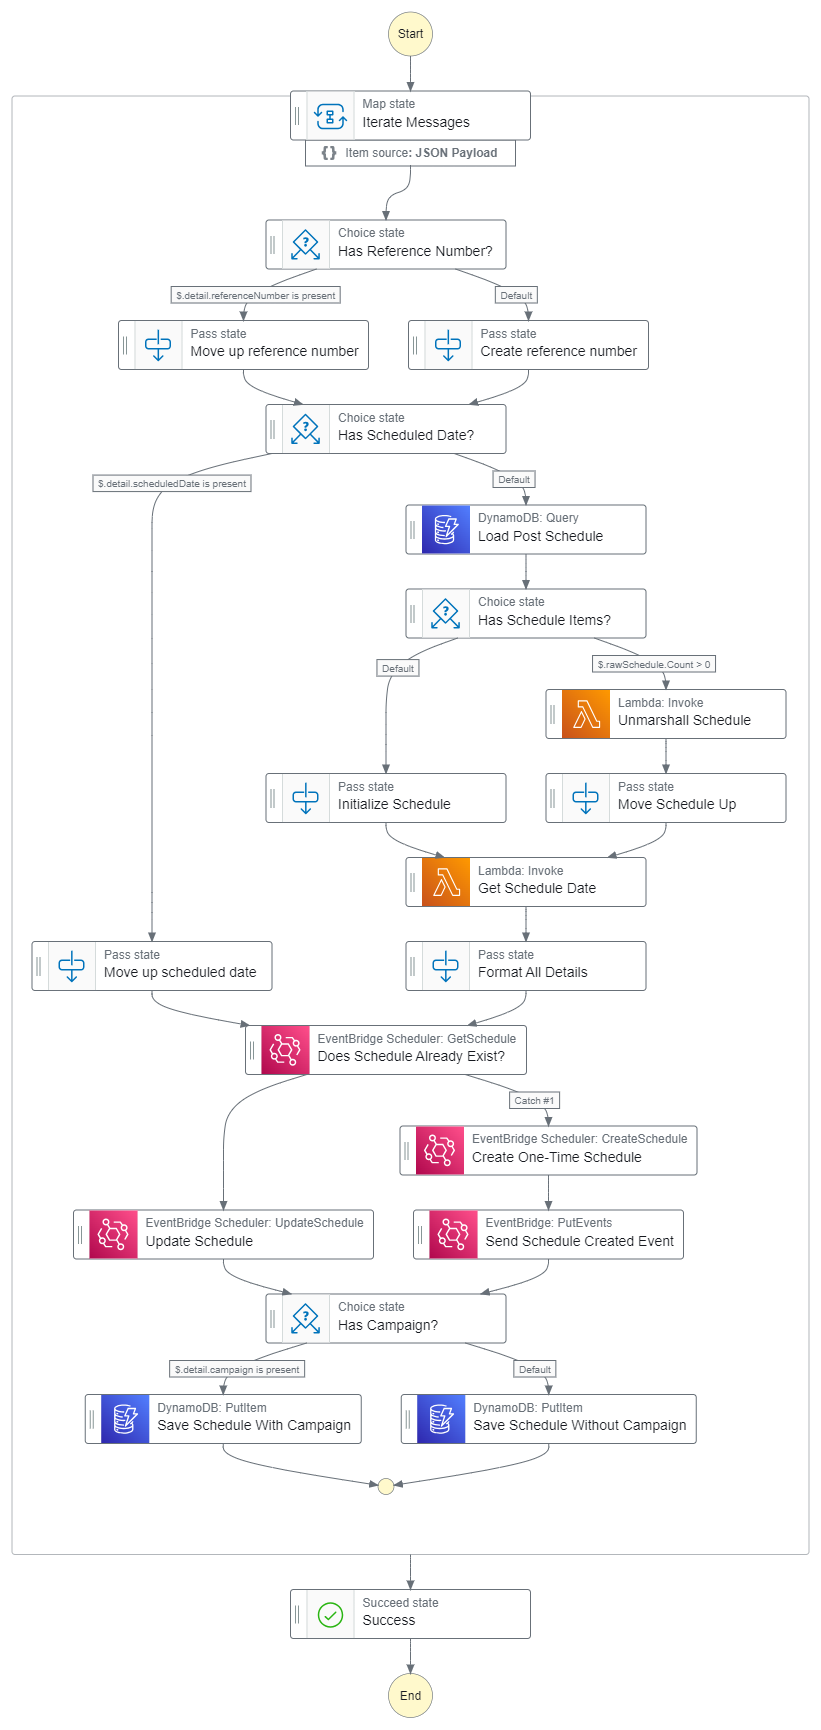 Start
Map state
Iterate Messages
{} Item source: JSON Payload
Choice state
Has Reference Number?
$.detail.referenceNumber is present
Default
Pass state
Move up reference number
Pass state
Create reference number
Choice state
Has Scheduled Date?
$.detail.scheduledDate is present
Default
DynamoDB: Query
Load Post Schedule
Choice state
Has Schedule Items?
Default
$.rawSchedule.Count > 0
Lambda: Invoke
Unmarshall Schedule
Pass state
Initialize Schedule
Pass state
Move Schedule Up
Lambda: Invoke
Get Schedule Date
Pass state
Move up scheduled date
Pass state
Format All Details
EventBridge Scheduler: GetSchedule
Does Schedule Already Exist?
Catch #1
EventBridge Scheduler: CreateSchedule
Create One-Time Schedule
EventBridge Scheduler: UpdateSchedule
Update Schedule
EventBridge: PutEvents
Send Schedule Created Event
Choice state
Has Campaign?
$.detail.campaign is present
Default
DynamoDB: PutItem
Save Schedule With Campaign
DynamoDB: PutItem
Save Schedule Without Campaign
Succeed state
Success
End